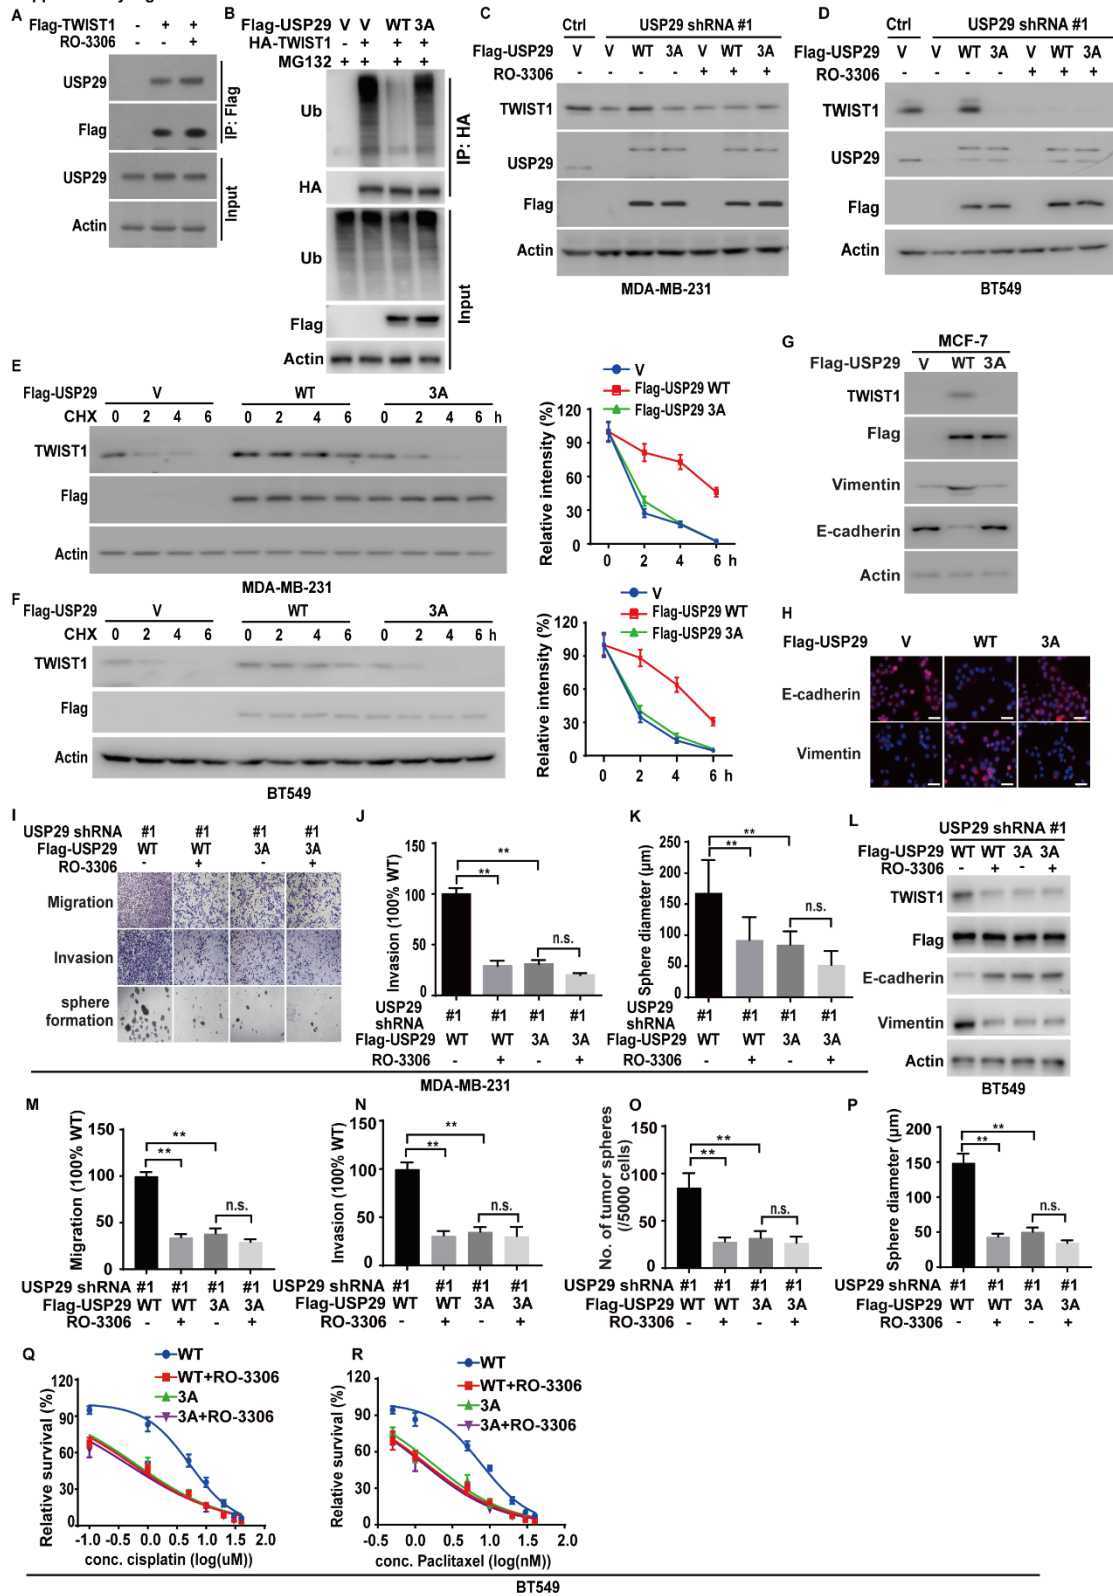 A
Flag-TWIST1 - + +
RO-3306 - - +
USP29
Flag
IP: Flag
USP29
Actin
Input
B
Flag-USP29 V V WT 3A
HA-TWIST1 - + + +
MG132 + + + +
Ub
HA
IP: HA
Ub
Flag
Actin
Input
C
Ctrl USP29 shRNA #1
Flag-USP29 V V WT 3A V WT 3A
RO-3306 - - - - + + +
TWIST1
USP29
Flag
Actin
MDA-MB-231
D
Ctrl USP29 shRNA #1
Flag-USP29 V V WT 3A V WT 3A
RO-3306 - - - - + + +
TWIST1
USP29
Flag
Actin
BT549
E
Flag-USP29 V WT 3A
CHX 0 2 4 6 0 2 4 6 0 2 4 6 h
TWIST1
Flag
Actin
MDA-MB-231
V
Flag-USP29 WT
Flag-USP29 3A
Relative intensity (%)
120
90
60
30
0
0 2 4 6 h
F
Flag-USP29 V WT 3A
CHX 0 2 4 6 0 2 4 6 0 2 4 6 h
TWIST1
Flag
Actin
BT549
V
Flag-USP29 WT
Flag-USP29 3A
Relative intensity (%)
120
90
60
30
0
0 2 4 6 h
G
MCF-7
Flag-USP29 V WT 3A
TWIST1
Flag
Vimentin
E-cadherin
Actin
H
Flag-USP29 V WT 3A
E-cadherin
Vimentin
I
USP29 shRNA #1 #1 #1 #1
Flag-USP29 WT WT 3A 3A
RO-3306 - + - +
Migration
Invasion
sphere
formation
J
Invasion (100% WT)
150
100
50
0
**
**
n.s.
USP29
shRNA #1 #1 #1 #1
Flag-USP29 WT WT 3A 3A
RO-3306 - + - +
K
Sphere diameter (μm)
250
200
150
100
50
0
**
**
n.s.
USP29
shRNA #1 #1 #1 #1
Flag-USP29 WT WT 3A 3A
RO-3306 - + - +
MDA-MB-231
L
USP29 shRNA #1
Flag-USP29 WT WT 3A 3A
RO-3306 - + - +
TWIST1
Flag
E-cadherin
Vimentin
Actin
BT549
M
Migration (100% WT)
150
100
50
0
**
**
n.s.
USP29 shRNA #1 #1 #1 #1
Flag-USP29 WT WT 3A 3A
RO-3306 - + - +
N
Invasion (100% WT)
150
100
50
0
**
**
n.s.
USP29 shRNA #1 #1 #1 #1
Flag-USP29 WT WT 3A 3A
RO-3306 - + - +
O
No. of tumor spheres
(/5000 cells)
150
100
50
0
**
**
n.s.
USP29 shRNA #1 #1 #1 #1
Flag-USP29 WT WT 3A 3A
RO-3306 - + - +
P
Sphere diameter (μm)
200
150
100
50
0
**
**
n.s.
USP29 shRNA #1 #1 #1 #1
Flag-USP29 WT WT 3A 3A
RO-3306 - + - +
Q
WT
WT+RO-3306
3A
3A+RO-3306
Relative survival (%)
120
90
60
30
0
-1.0 -0.5 0.0 0.5 1.0 1.5 2.0
conc. cisplatin (log(uM))
R
WT
WT+RO-3306
3A
3A+RO-3306
Relative survival (%)
120
90
60
30
0
-0.5 0.0 0.5 1.0 1.5 2.0
conc. Paclitaxel (log(nM))
BT549